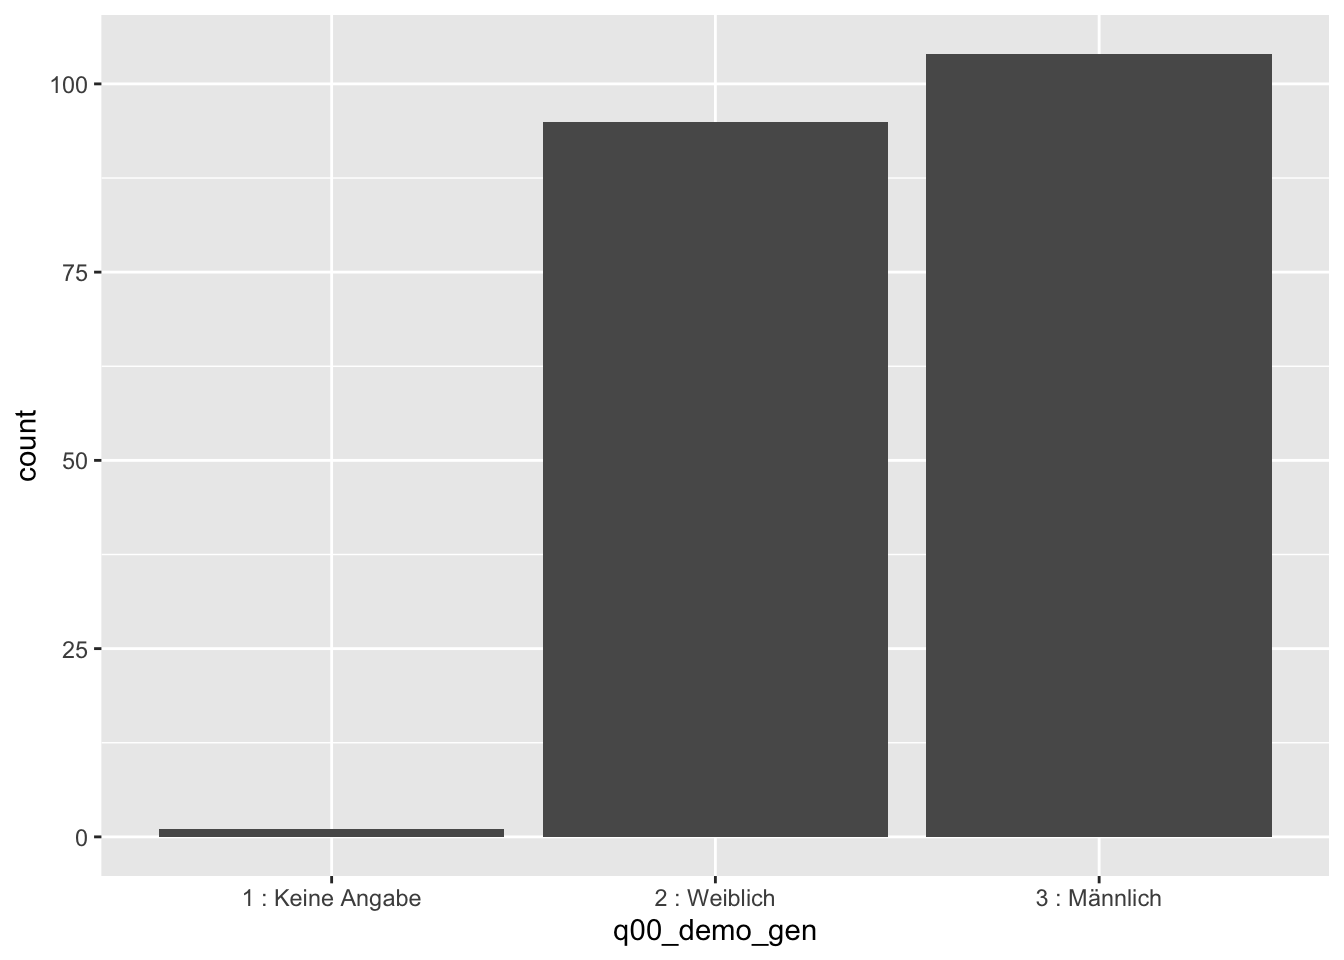 count
100
75
50
25
0
1 : Keine Angabe
2 : Weiblich
3 : Männlich
q00_demo_gen